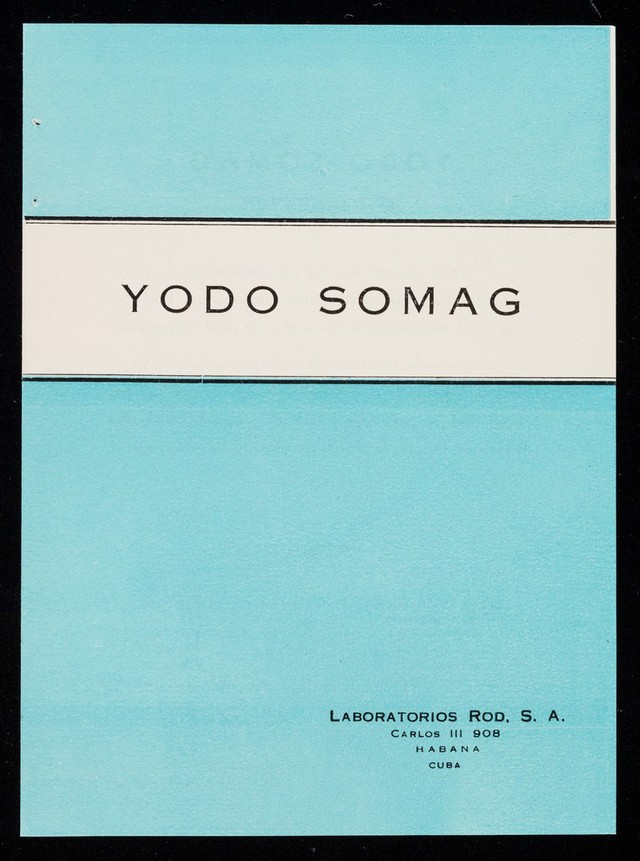 YODO SOMAG
LABORATORIOS ROD, S. A.
CARLOS III 908
HABANA
CUBA